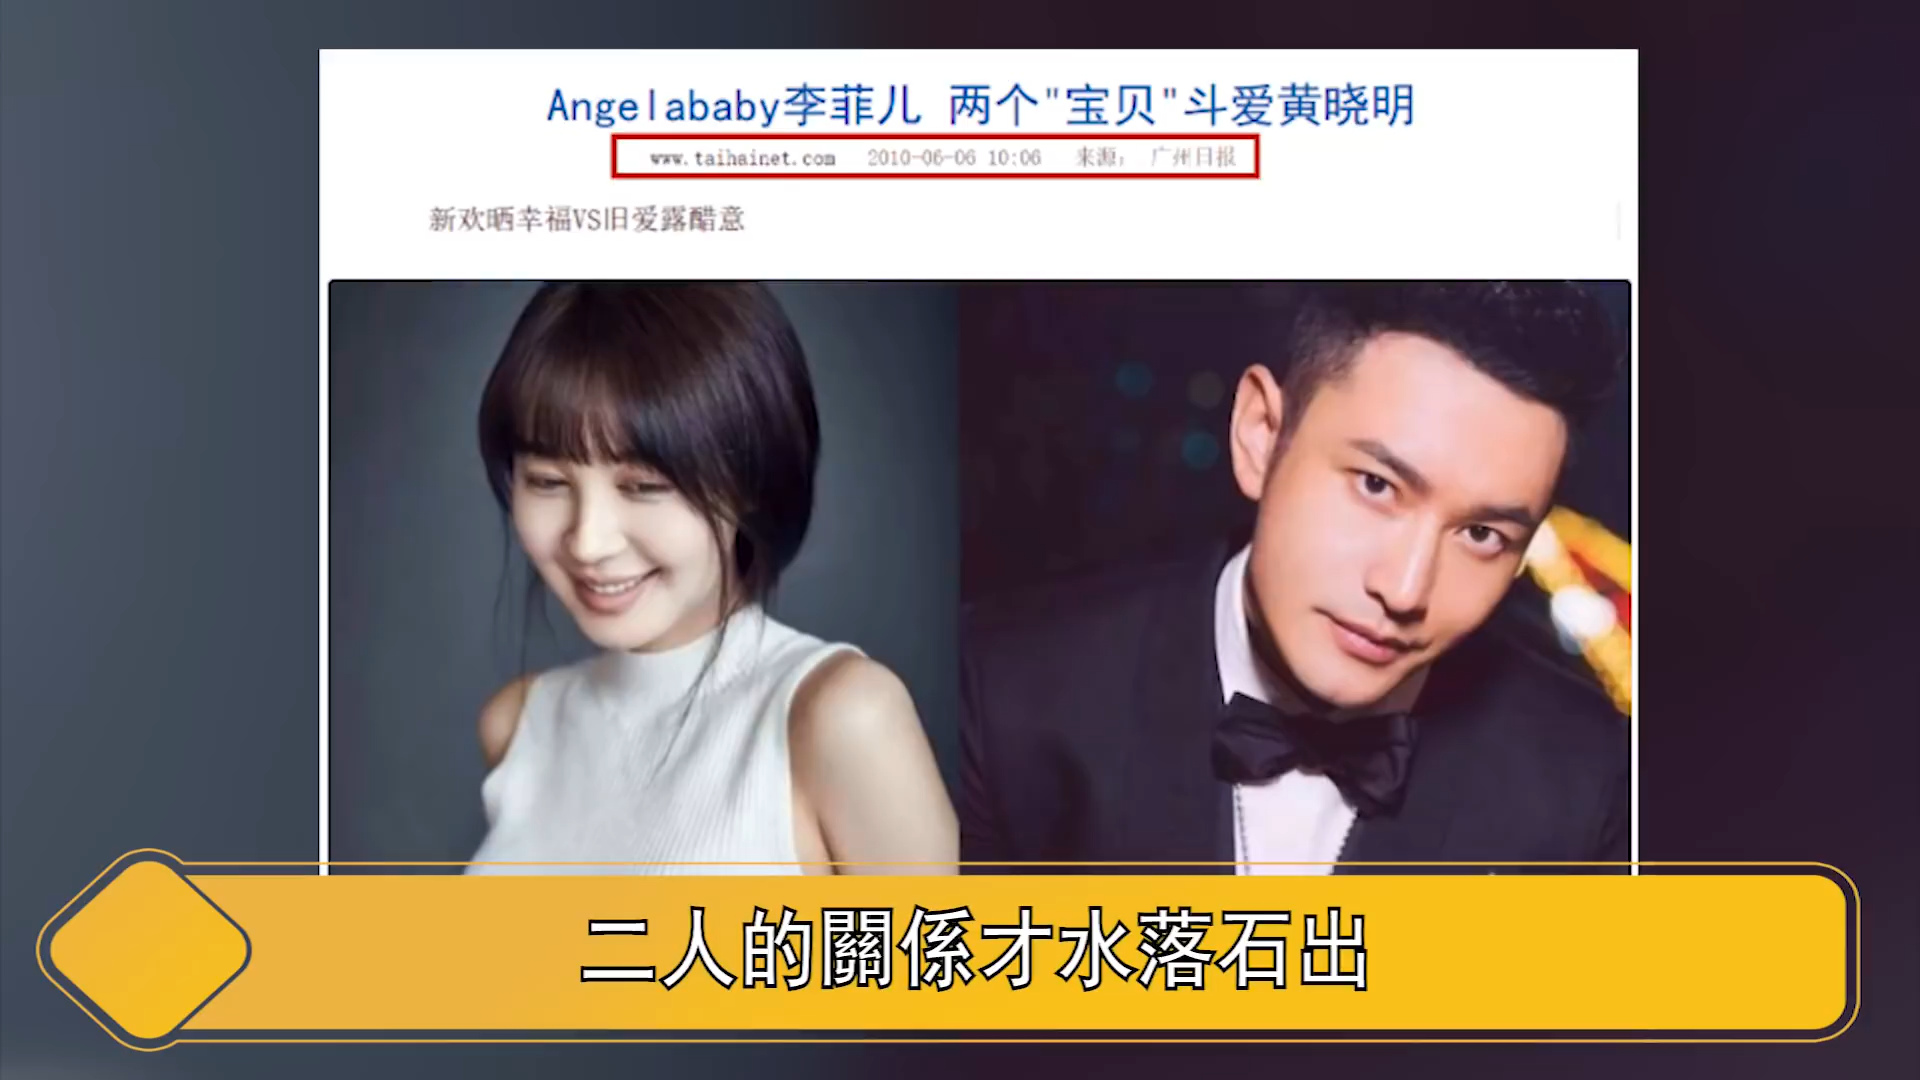 Angelababy李菲儿 两个"宝贝"斗爱黄晓明
www.taihainet.com 2010-06-06 10:06 来源： 广州日报
新欢晒幸福VS旧爱露醋意
二人的關係才水落石出